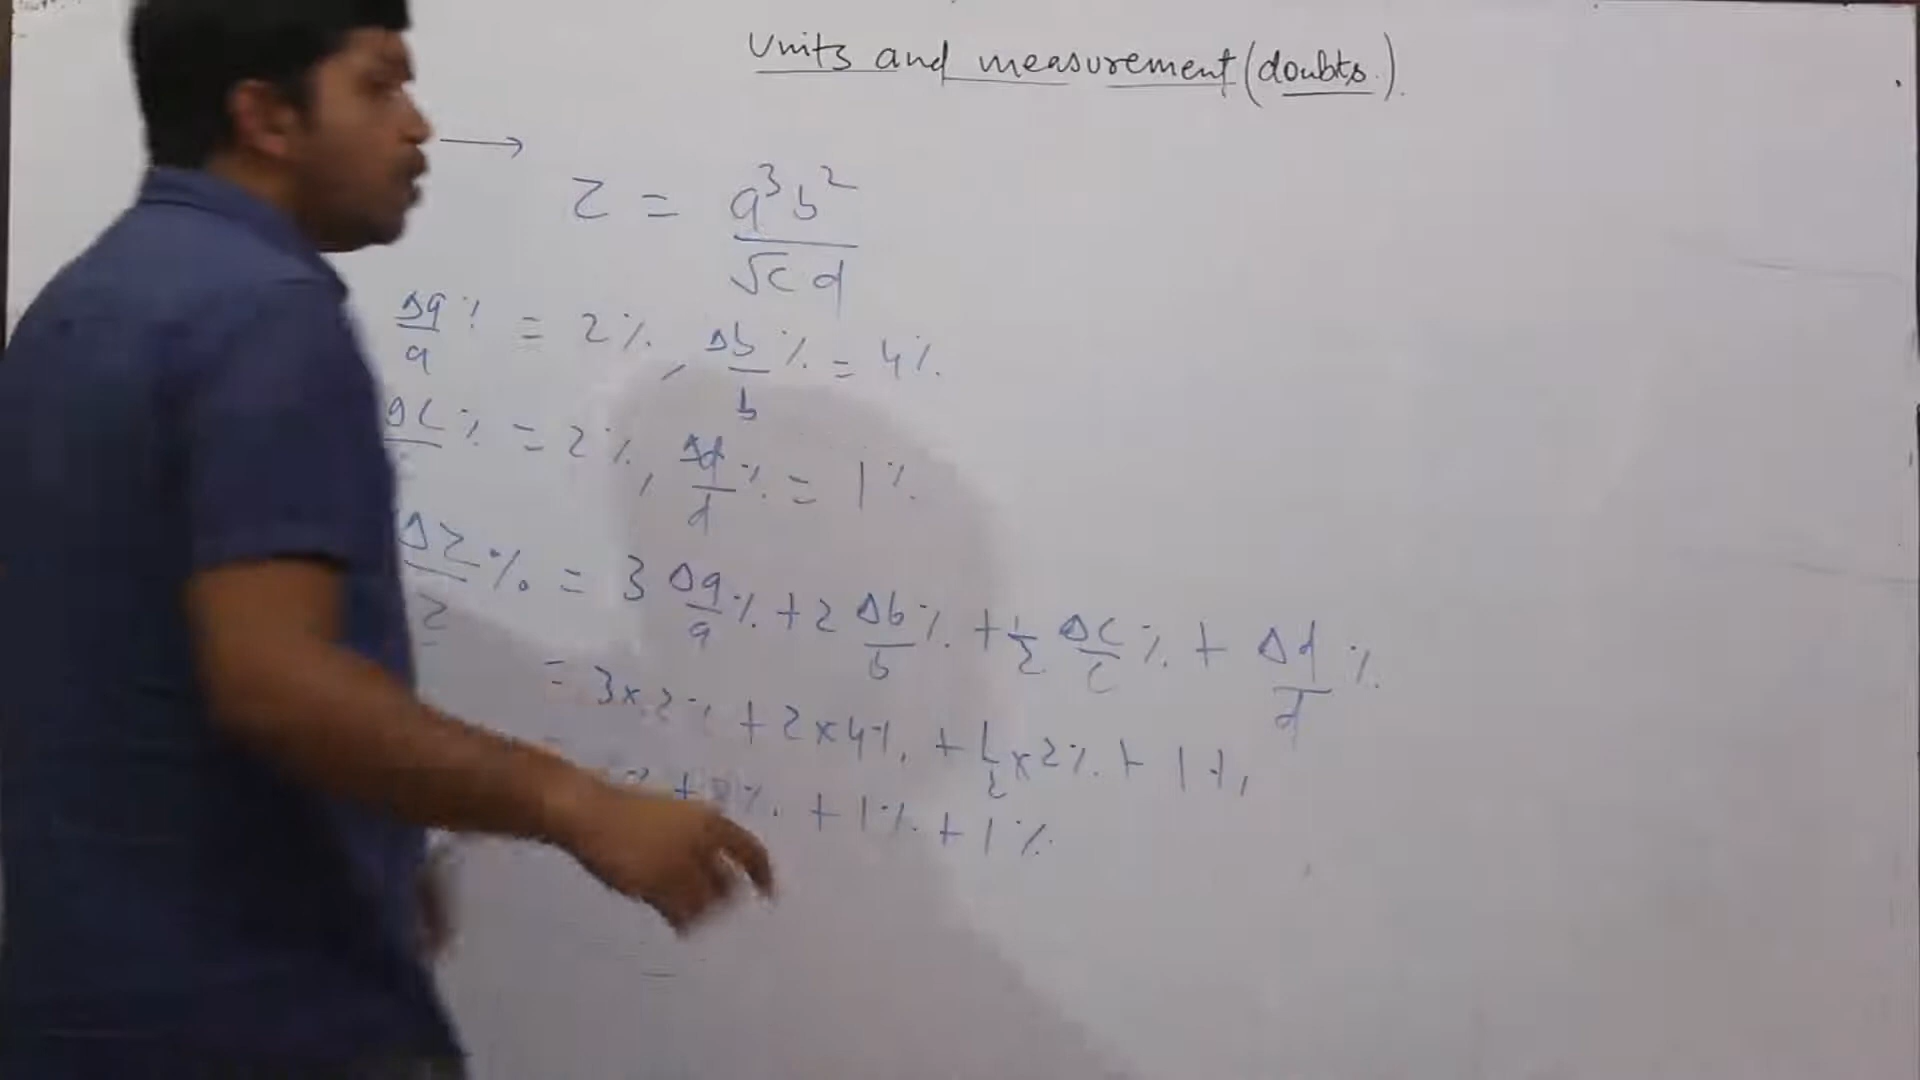 Units and measurement (doubts).
→
z = a³b² / √c d
Δa/a % = 2%, Δb/b % = 4%
% = 2%, Δd/d % = 1%
Δz/z % = 3 Δa/a % + 2 Δb/b % + 1/2 Δc/c % + Δd/d %
= 3×2% + 2×4% + 1/2×2% + 1%
+ 8% + 1% + 1%